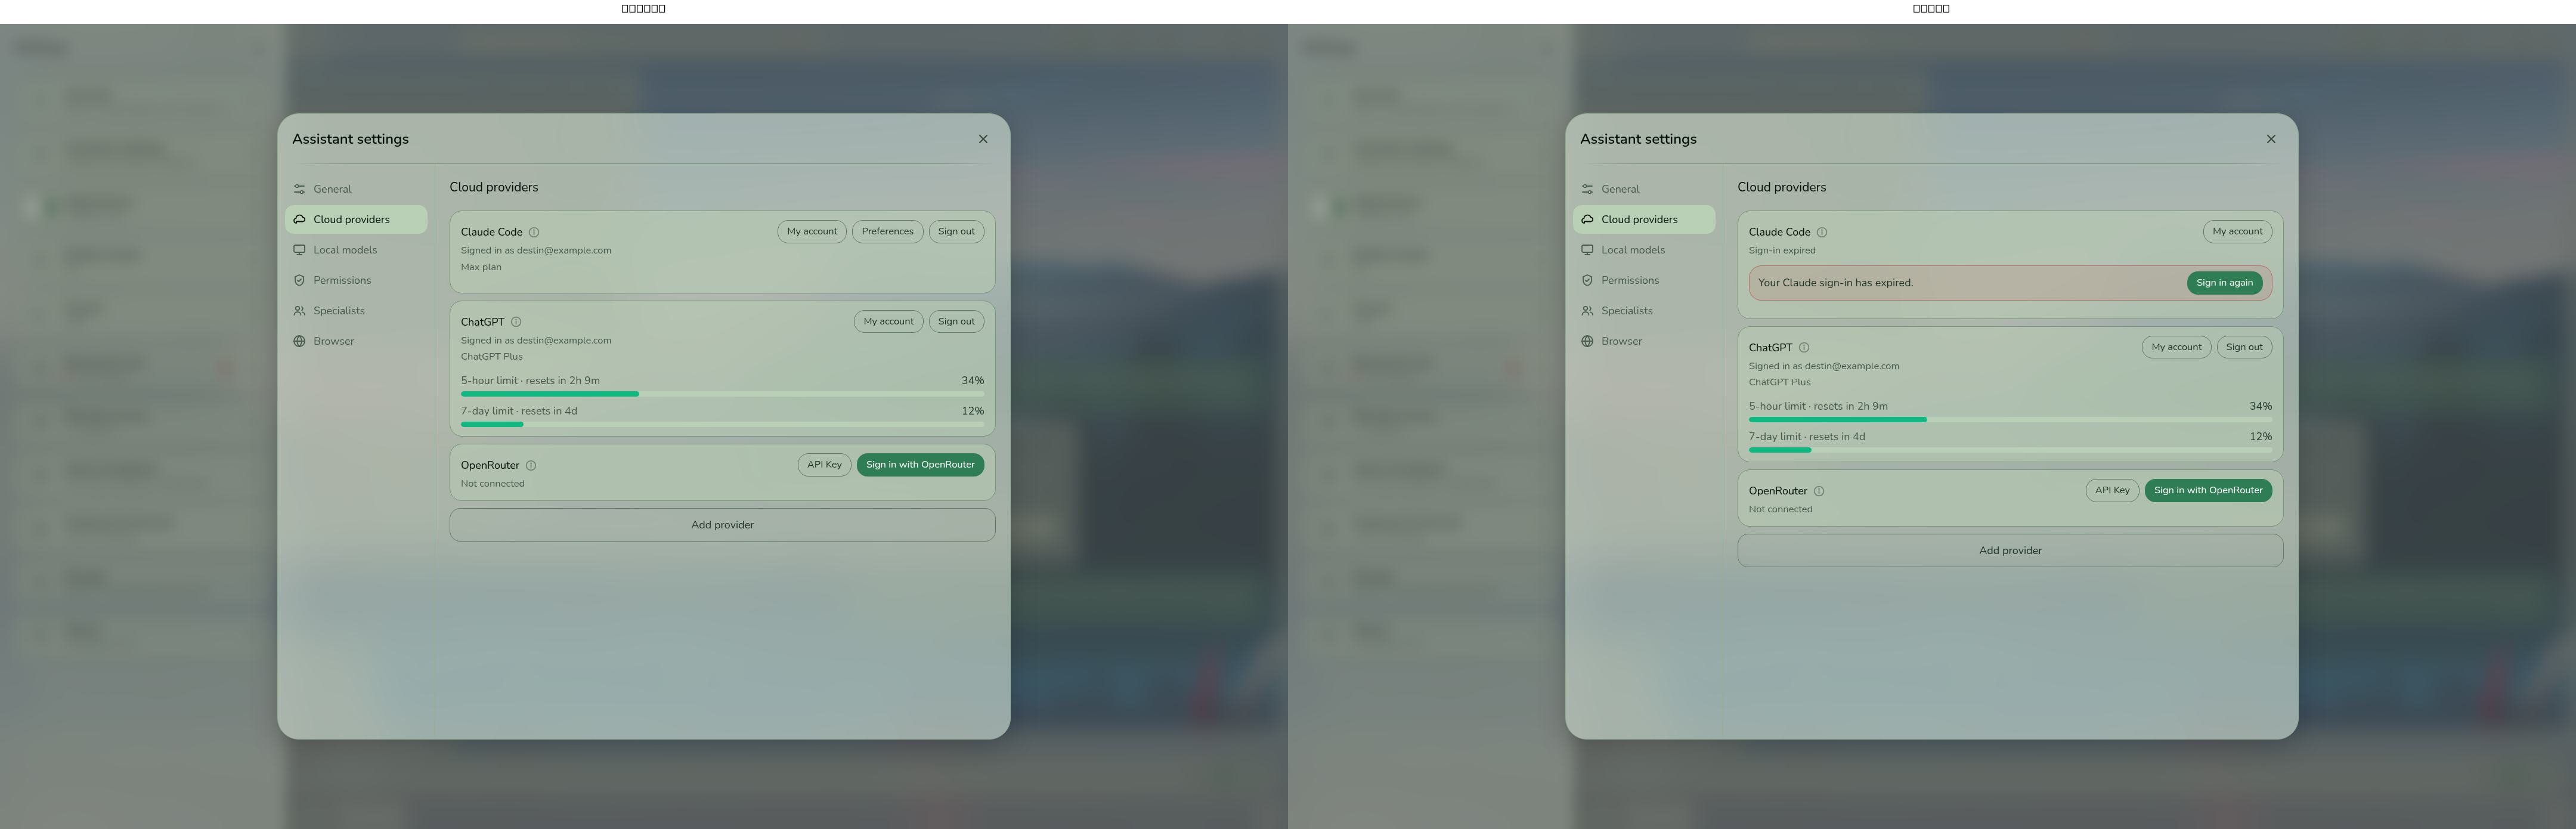 Assistant settings
General
Cloud providers
Local models
Permissions
Specialists
Browser
Cloud providers
Claude Code
My account
Preferences
Sign out
Signed in as destin@example.com
Max plan
ChatGPT
My account
Sign out
Signed in as destin@example.com
ChatGPT Plus
5-hour limit · resets in 2h 9m 34%
7-day limit · resets in 4d 12%
OpenRouter
API Key
Sign in with OpenRouter
Not connected
Add provider
Assistant settings
General
Cloud providers
Local models
Permissions
Specialists
Browser
Cloud providers
Claude Code
My account
Sign-in expired
Your Claude sign-in has expired.
Sign in again
ChatGPT
My account
Sign out
Signed in as destin@example.com
ChatGPT Plus
5-hour limit · resets in 2h 9m 34%
7-day limit · resets in 4d 12%
OpenRouter
API Key
Sign in with OpenRouter
Not connected
Add provider